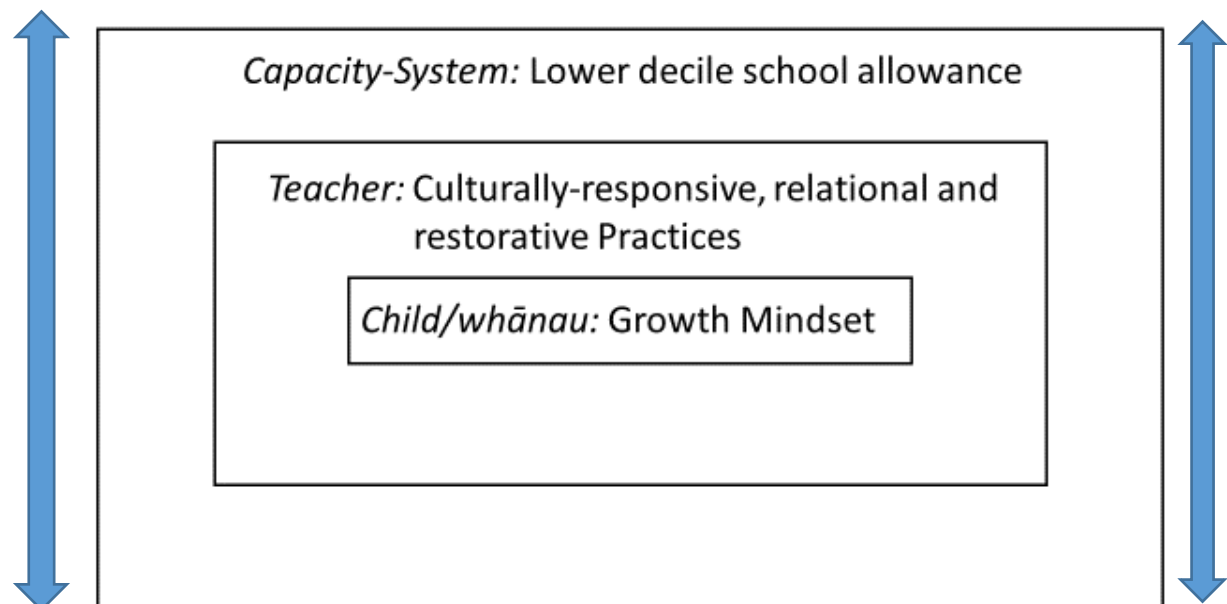 Capacity-System: Lower decile school allowance
Teacher: Culturally-responsive, relational and
restorative Practices
Child/whānau: Growth Mindset